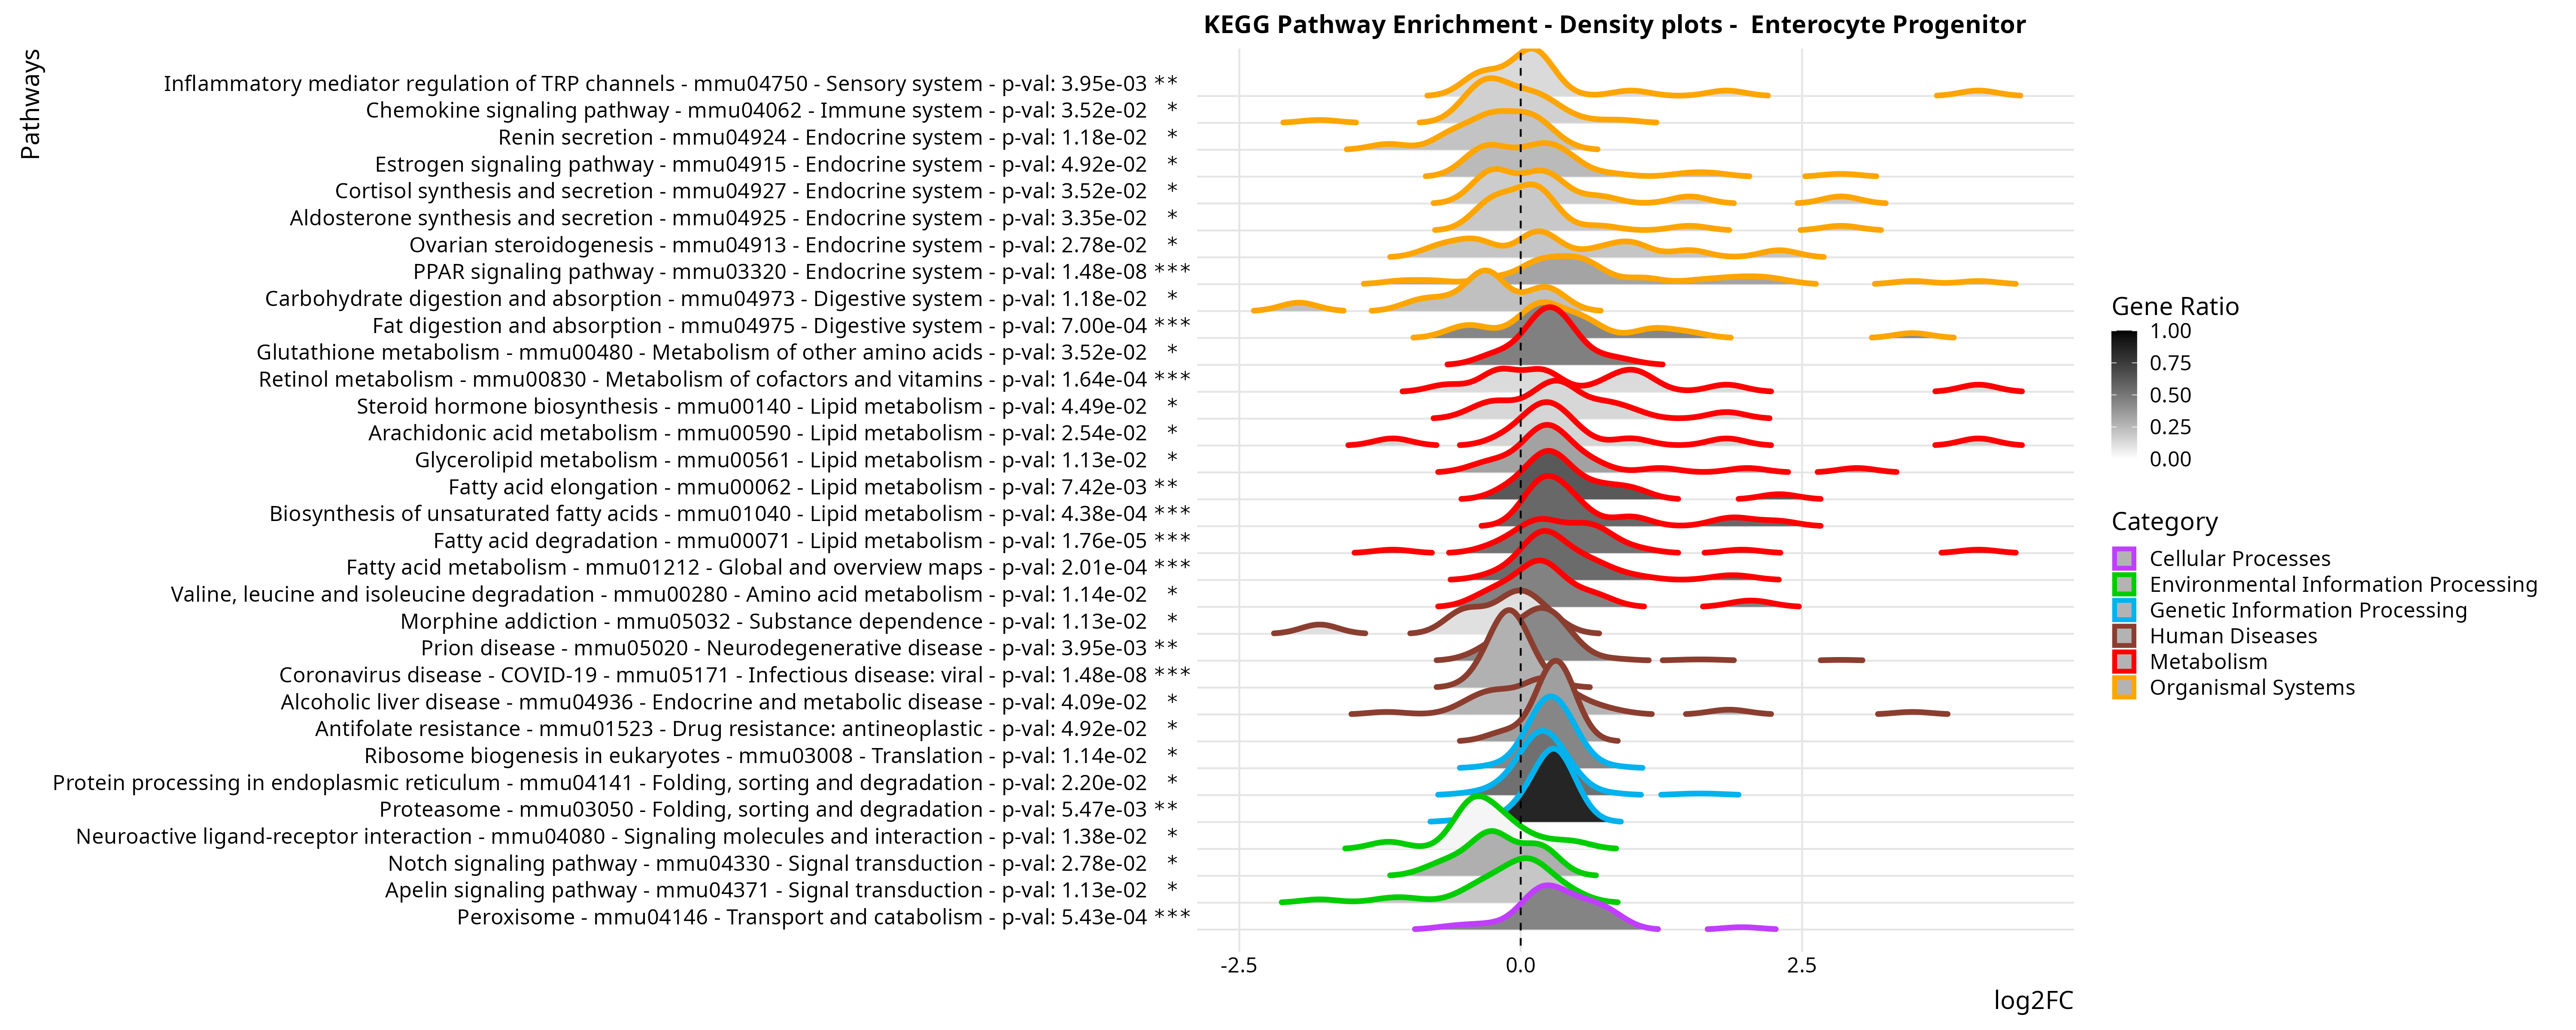 KEGG Pathway Enrichment - Density plots -  Enterocyte Progenitor
Pathways
Inflammatory mediator regulation of TRP channels - mmu04750 - Sensory system - p-val: 3.95e-03 **
Chemokine signaling pathway - mmu04062 - Immune system - p-val: 3.52e-02 *
Renin secretion - mmu04924 - Endocrine system - p-val: 1.18e-02 *
Estrogen signaling pathway - mmu04915 - Endocrine system - p-val: 4.92e-02 *
Cortisol synthesis and secretion - mmu04927 - Endocrine system - p-val: 3.52e-02 *
Aldosterone synthesis and secretion - mmu04925 - Endocrine system - p-val: 3.35e-02 *
Ovarian steroidogenesis - mmu04913 - Endocrine system - p-val: 2.78e-02 *
PPAR signaling pathway - mmu03320 - Endocrine system - p-val: 1.48e-08 ***
Carbohydrate digestion and absorption - mmu04973 - Digestive system - p-val: 1.18e-02 *
Fat digestion and absorption - mmu04975 - Digestive system - p-val: 7.00e-04 ***
Glutathione metabolism - mmu00480 - Metabolism of other amino acids - p-val: 3.52e-02 *
Retinol metabolism - mmu00830 - Metabolism of cofactors and vitamins - p-val: 1.64e-04 ***
Steroid hormone biosynthesis - mmu00140 - Lipid metabolism - p-val: 4.49e-02 *
Arachidonic acid metabolism - mmu00590 - Lipid metabolism - p-val: 2.54e-02 *
Glycerolipid metabolism - mmu00561 - Lipid metabolism - p-val: 1.13e-02 *
Fatty acid elongation - mmu00062 - Lipid metabolism - p-val: 7.42e-03 **
Biosynthesis of unsaturated fatty acids - mmu01040 - Lipid metabolism - p-val: 4.38e-04 ***
Fatty acid degradation - mmu00071 - Lipid metabolism - p-val: 1.76e-05 ***
Fatty acid metabolism - mmu01212 - Global and overview maps - p-val: 2.01e-04 ***
Valine, leucine and isoleucine degradation - mmu00280 - Amino acid metabolism - p-val: 1.14e-02 *
Morphine addiction - mmu05032 - Substance dependence - p-val: 1.13e-02 *
Prion disease - mmu05020 - Neurodegenerative disease - p-val: 3.95e-03 **
Coronavirus disease - COVID-19 - mmu05171 - Infectious disease: viral - p-val: 1.48e-08 ***
Alcoholic liver disease - mmu04936 - Endocrine and metabolic disease - p-val: 4.09e-02 *
Antifolate resistance - mmu01523 - Drug resistance: antineoplastic - p-val: 4.92e-02 *
Ribosome biogenesis in eukaryotes - mmu03008 - Translation - p-val: 1.14e-02 *
Protein processing in endoplasmic reticulum - mmu04141 - Folding, sorting and degradation - p-val: 2.20e-02 *
Proteasome - mmu03050 - Folding, sorting and degradation - p-val: 5.47e-03 **
Neuroactive ligand-receptor interaction - mmu04080 - Signaling molecules and interaction - p-val: 1.38e-02 *
Notch signaling pathway - mmu04330 - Signal transduction - p-val: 2.78e-02 *
Apelin signaling pathway - mmu04371 - Signal transduction - p-val: 1.13e-02 *
Peroxisome - mmu04146 - Transport and catabolism - p-val: 5.43e-04 ***
-2.5 0.0 2.5
log2FC
Gene Ratio
1.00
0.75
0.50
0.25
0.00
Category
Cellular Processes
Environmental Information Processing
Genetic Information Processing
Human Diseases
Metabolism
Organismal Systems